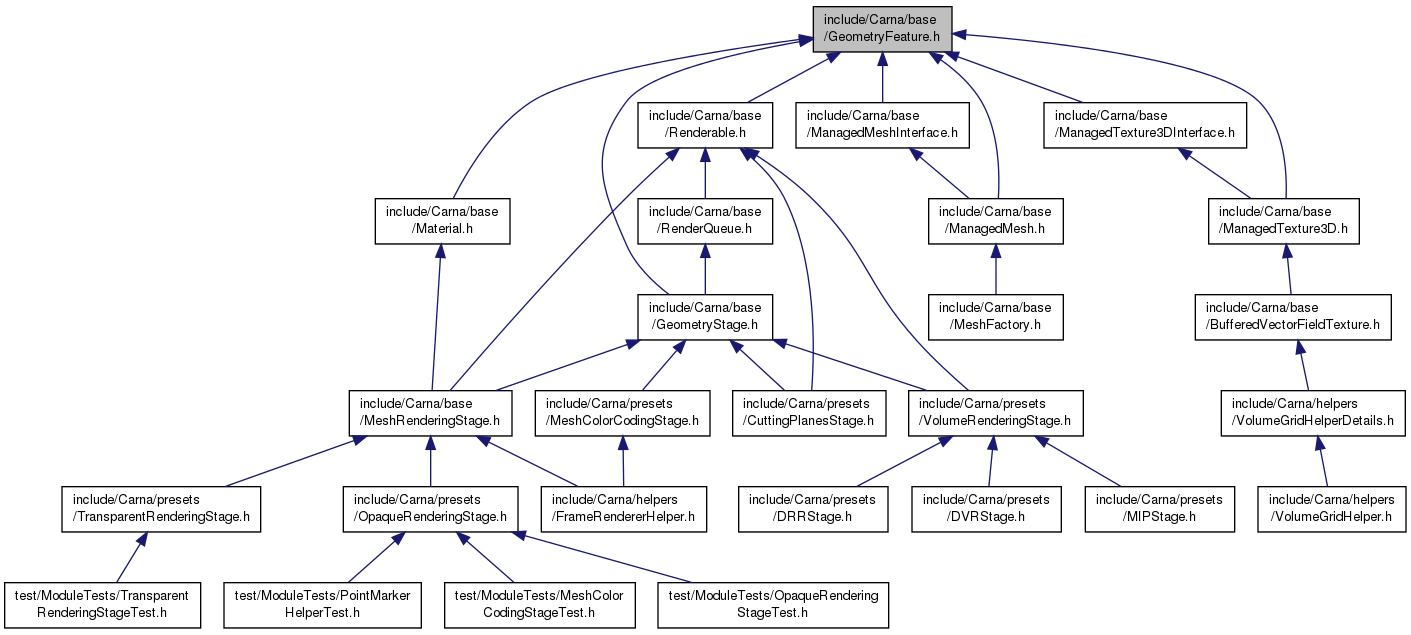 include/Carna/base
/GeometryFeature.h
include/Carna/base
/Renderable.h
include/Carna/base
/ManagedMeshInterface.h
include/Carna/base
/ManagedTexture3DInterface.h
include/Carna/base
/Material.h
include/Carna/base
/RenderQueue.h
include/Carna/base
/ManagedMesh.h
include/Carna/base
/ManagedTexture3D.h
include/Carna/base
/GeometryStage.h
include/Carna/base
/MeshFactory.h
include/Carna/base
/BufferedVectorFieldTexture.h
include/Carna/base
/MeshRenderingStage.h
include/Carna/presets
/MeshColorCodingStage.h
include/Carna/presets
/CuttingPlanesStage.h
include/Carna/presets
/VolumeRenderingStage.h
include/Carna/helpers
/VolumeGridHelperDetails.h
include/Carna/presets
/TransparentRenderingStage.h
include/Carna/presets
/OpaqueRenderingStage.h
include/Carna/helpers
/FrameRendererHelper.h
include/Carna/presets
/DRRStage.h
include/Carna/presets
/DVRStage.h
include/Carna/presets
/MIPStage.h
include/Carna/helpers
/VolumeGridHelper.h
test/ModuleTests/Transparent
RenderingStageTest.h
test/ModuleTests/PointMarker
HelperTest.h
test/ModuleTests/MeshColor
CodingStageTest.h
test/ModuleTests/OpaqueRendering
StageTest.h